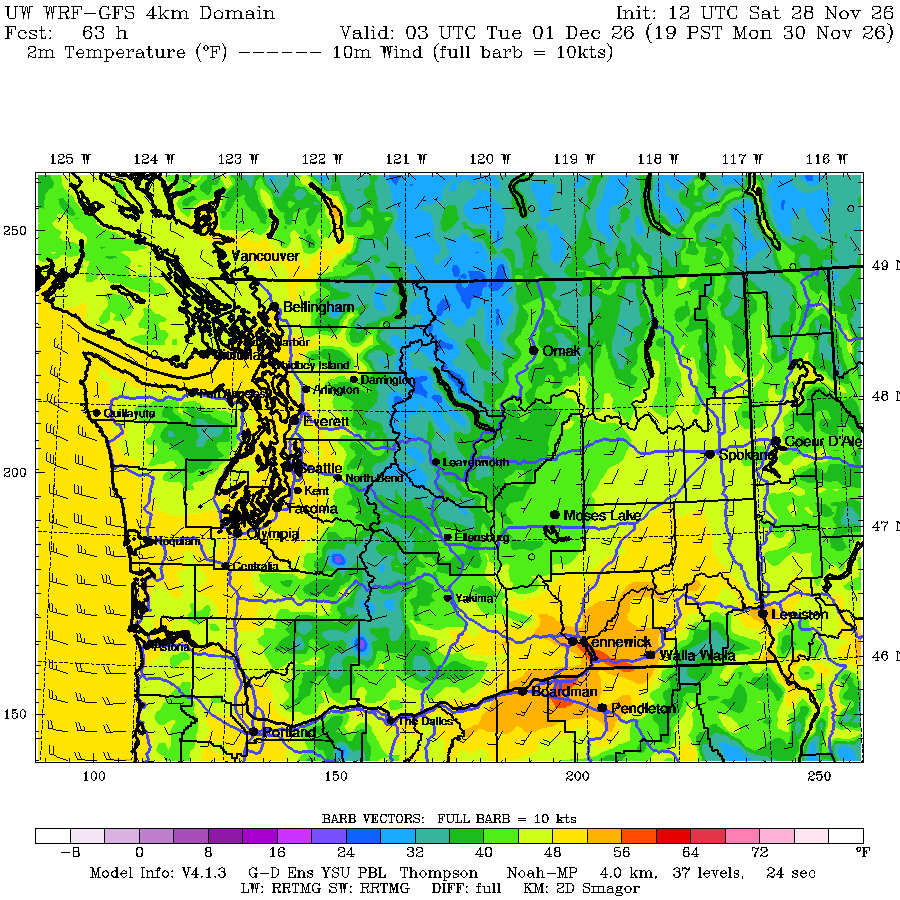 UW WRF-GFS 4km Domain Init: 12 UTC Sat 28 Nov 26
Fcst: 63 h Valid: 03 UTC Tue 01 Dec 26 (19 PST Mon 30 Nov 26)
2m Temperature (°F) ------ 10m Wind (full barb = 10kts)
125 W 124 W 123 W 122 W 121 W 120 W 119 W 118 W 117 W 116 W
250
Vancouver
49 N
Bellingham
Harbor
Omak
Whidbey Island
Darrington
Arlington
Port Angeles
48 N
Quillayute
Everett
Coeur D'Ale
Spokane
Leavenworth
200
Seattle
North Bend
Kent
Tacoma
Moses Lake
47 N
Olympia
Hoquiam
Ellensburg
Centralia
Yakima
Lewiston
Kennewick
Astoria
Walla Walla
46 N
Boardman
Pendleton
150
The Dalles
Portland
100 150 200 250
BARB VECTORS: FULL BARB = 10 kts
-8 0 8 16 24 32 40 48 56 64 72 °F
Model Info: V4.1.3 G-D Ens YSU PBL Thompson Noah-MP 4.0 km, 37 levels, 24 sec
LW: RRTMG SW: RRTMG DIFF: full KM: 2D Smagor